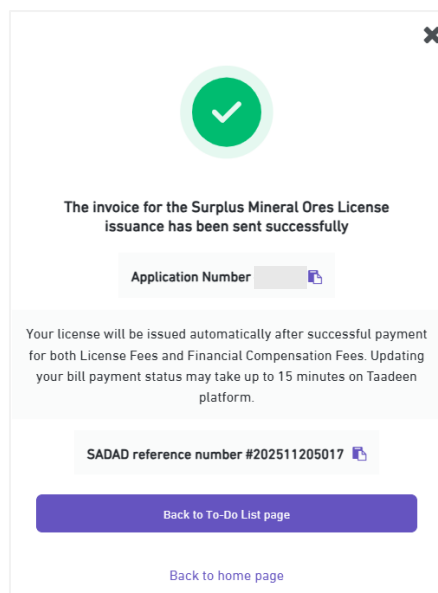 The invoice for the Surplus Mineral Ores License
issuance has been sent successfully
Application Number
Your license will be issued automatically after successful payment
for both License Fees and Financial Compensation Fees. Updating
your bill payment status may take up to 15 minutes on Taadeen
platform.
SADAD reference number #202511205017
Back to To-Do List page
Back to home page